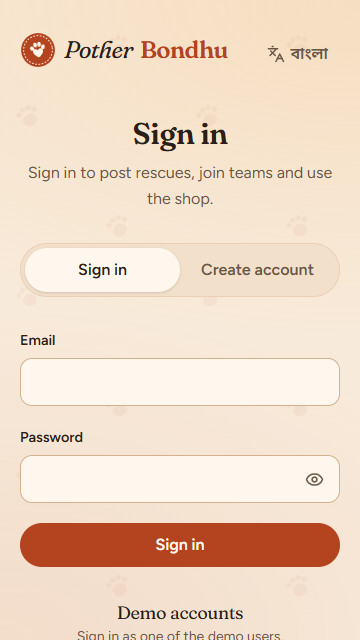 Pother Bondhu
বাংলা
Sign in
Sign in to post rescues, join teams and use
the shop.
Sign in
Create account
Email
Password
Sign in
Demo accounts
Sign in as one of the demo users.